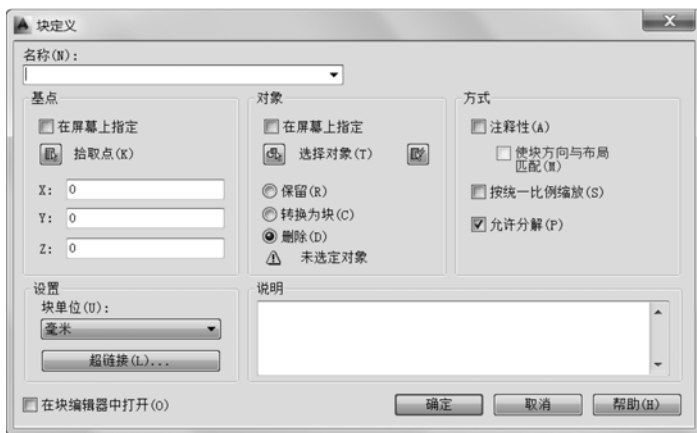 块定义
名称(N):
基点
在屏幕上指定
拾取点(K)
X: 0
Y: 0
Z: 0
对象
在屏幕上指定
选择对象(T)
保留(R)
转换为块(C)
删除(D)
未选定对象
方式
注释性(A)
使块方向与布局
匹配(M)
按统一比例缩放(S)
允许分解(P)
设置
块单位(U):
毫米
超链接(L)...
说明
在块编辑器中打开(O)
确定
取消
帮助(H)